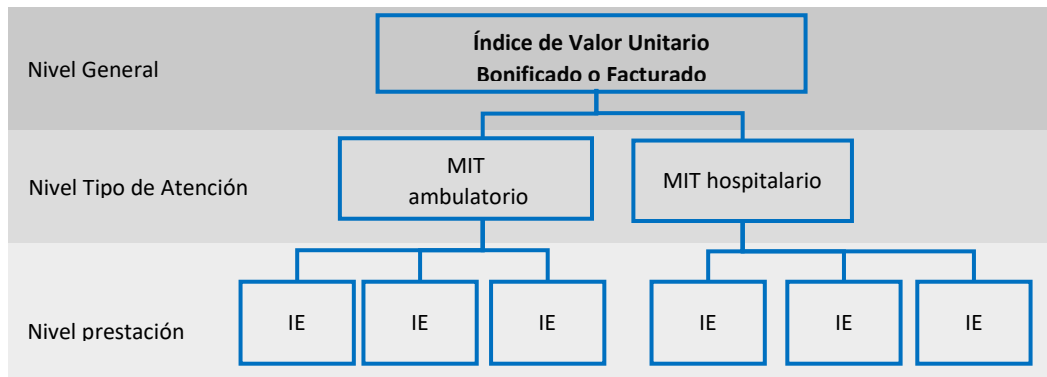 Nivel General
Índice de Valor Unitario
Bonificado o Facturado
Nivel Tipo de Atención
MIT
ambulatorio
MIT hospitalario
Nivel prestación
IE
IE
IE
IE
IE
IE